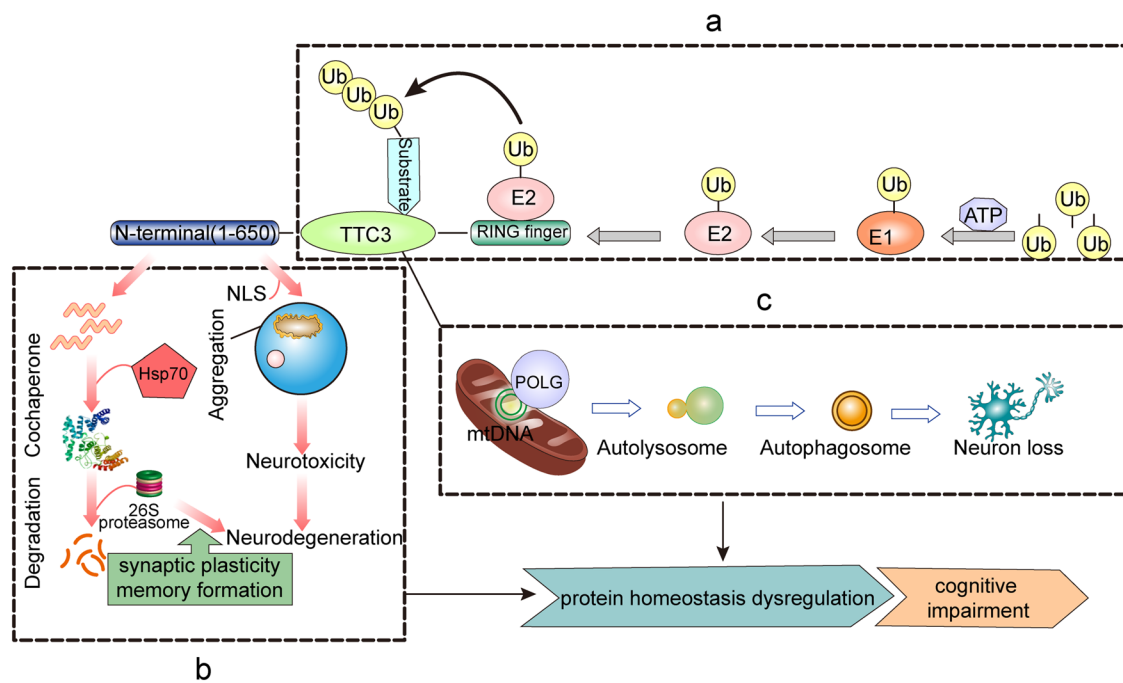 a
Ub
Ub
Ub
Substrate
Ub
E2
RING finger
TTC3
N-terminal(1-650)
Ub
E2
Ub
E1
ATP
Ub
Ub
Ub
NLS
Aggregation
Cochaperone
Hsp70
Neurotoxicity
Degradation
26S
proteasome
Neurodegeneration
synaptic plasticity
memory formation
b
c
POLG
mtDNA
Autolysosome
Autophagosome
Neuron loss
protein homeostasis dysregulation
cognitive
impairment